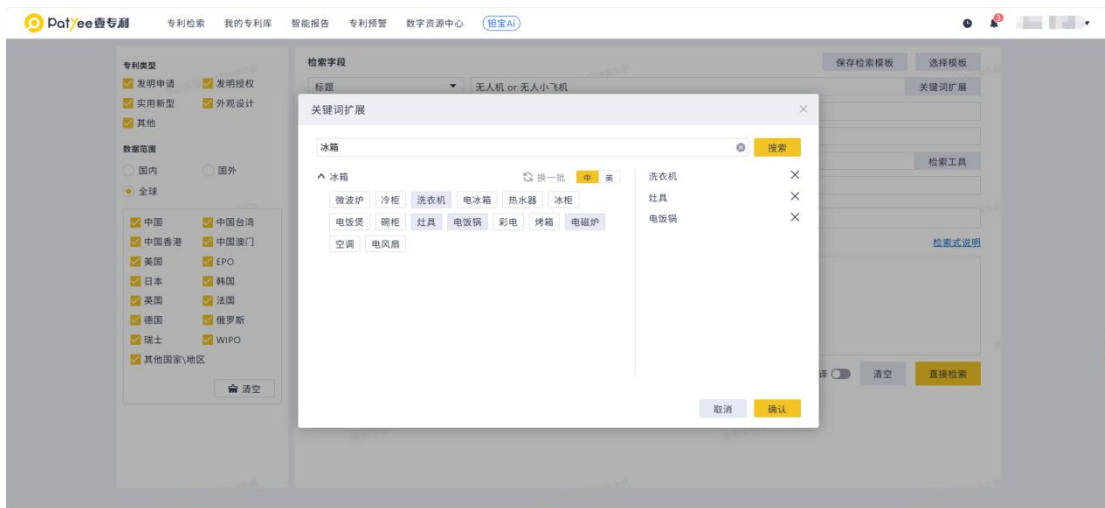 Patyee壹专利 专利检索 我的专利库 智能报告 专利预警 数字资源中心 钽宝Ai 3
专利类型
发明申请 发明授权
实用新型 外观设计
其他
数据范围
国内 国外
全球
中国 中国台湾
中国香港 中国澳门
美国 EPO
日本 韩国
英国 法国
德国 俄罗斯
瑞士 WIPO
其他国家\地区
清空
检索字段 保存检索模板 选择模板
标题 无人机 or 无人小飞机 关键词扩展
检索工具
检索式说明
译 清空 直接检索
关键词扩展
冰箱 搜索
冰箱 换一批 中 英
微波炉 冷柜 洗衣机 电冰箱 热水器 冰柜
电饭煲 碗柜 灶具 电饭锅 彩电 烤箱 电磁炉
空调 电风扇
洗衣机
灶具
电饭锅
取消 确认